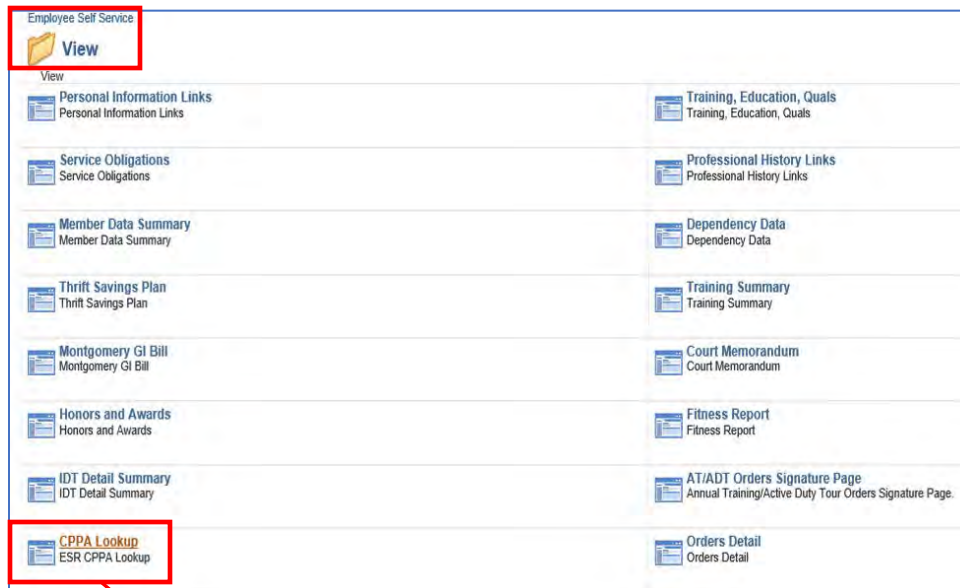 Employee Self Service
View
View
Personal Information Links
Personal Information Links
Training, Education, Quals
Training, Education, Quals
Service Obligations
Service Obligations
Professional History Links
Professional History Links
Member Data Summary
Member Data Summary
Dependency Data
Dependency Data
Thrift Savings Plan
Thrift Savings Plan
Training Summary
Training Summary
Montgomery GI Bill
Montgomery GI Bill
Court Memorandum
Court Memorandum
Honors and Awards
Honors and Awards
Fitness Report
Fitness Report
IDT Detail Summary
IDT Detail Summary
AT/ADT Orders Signature Page
Annual Training/Active Duty Tour Orders Signature Page.
CPPA Lookup
ESR CPPA Lookup
Orders Detail
Orders Detail